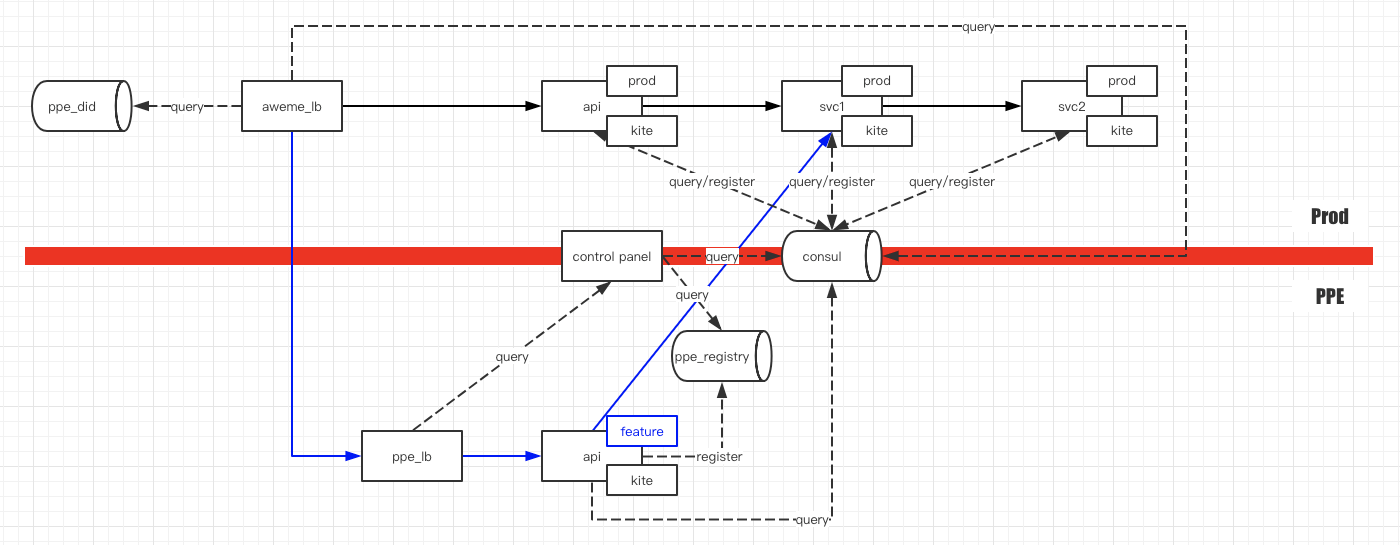 query
prod
prod
prod
ppe_did
query
aweme_lb
api
svc1
svc2
kite
kite
kite
query/register
query/register
query/register
Prod
control panel
query
consul
query
PPE
query
ppe_registry
feature
ppe_lb
api
register
kite
query